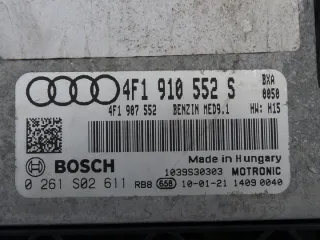 4F1 910 552 S BXA
0050
4F1 907 552 BENZIN MED9.1 HW: H15
BOSCH
Made in Hungary
1039S30303 MOTRONIC
0 261 S02 611 RB8 658 10-01-21 1409 0040